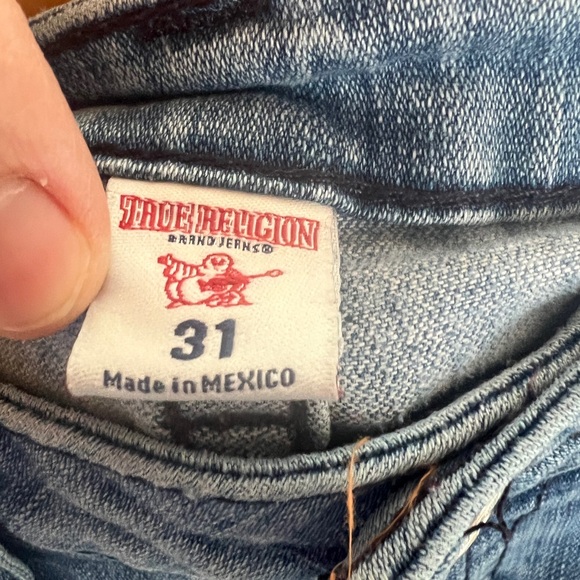 TRUE RELIGION
BRAND JEANS®
31
Made in MEXICO